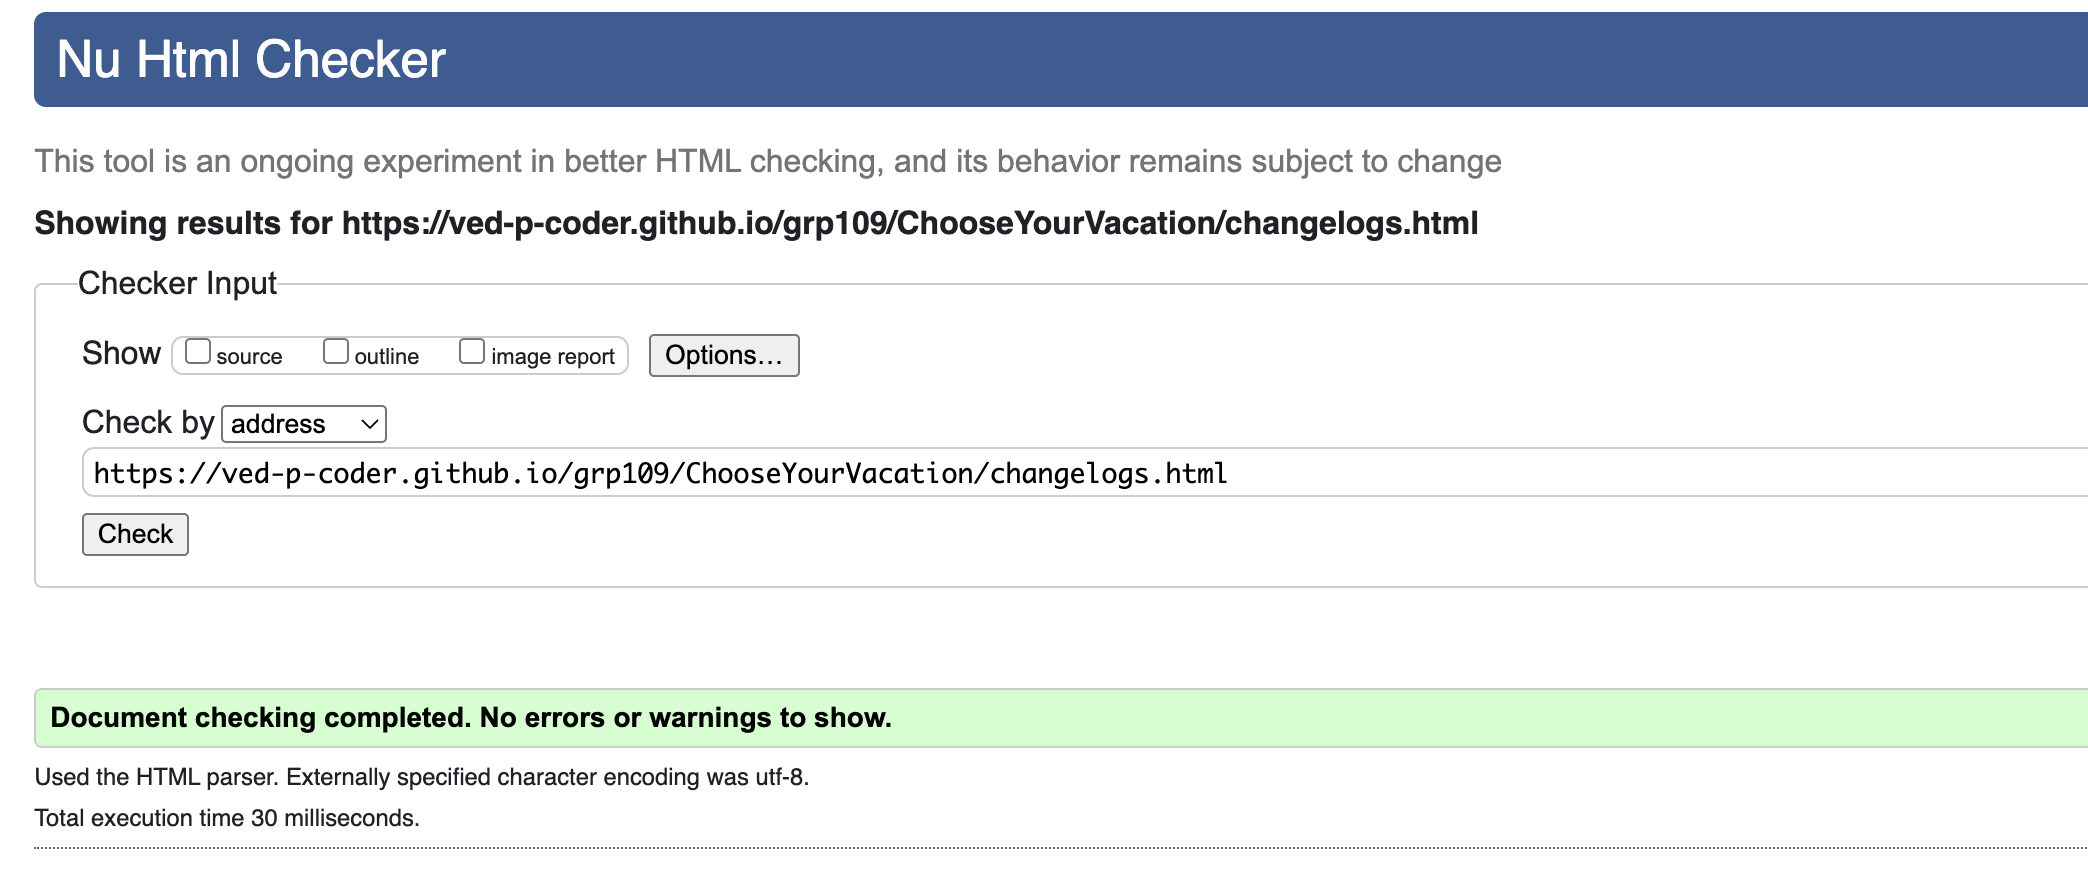 Nu Html Checker
This tool is an ongoing experiment in better HTML checking, and its behavior remains subject to change
Showing results for https://ved-p-coder.github.io/grp109/ChooseYourVacation/changelogs.html
Checker Input
Show source outline image report Options…
Check by address
https://ved-p-coder.github.io/grp109/ChooseYourVacation/changelogs.html
Check
Document checking completed. No errors or warnings to show.
Used the HTML parser. Externally specified character encoding was utf-8.
Total execution time 30 milliseconds.